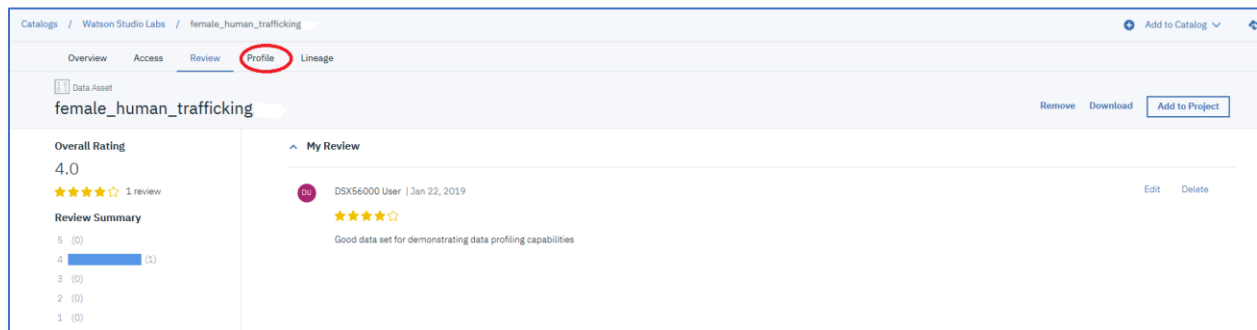 Catalogs / Watson Studio Labs / female_human_trafficking
Add to Catalog
Overview Access Review Profile Lineage
Data Asset
female_human_trafficking
Remove Download Add to Project
Overall Rating
4.0
1 review
Review Summary
5 (0)
4 (1)
3 (0)
2 (0)
1 (0)
My Review
DU DSX56000 User | Jan 22, 2019
Edit Delete
Good data set for demonstrating data profiling capabilities